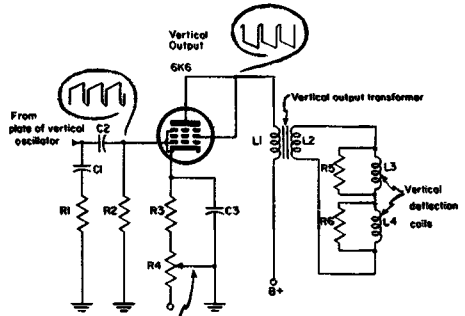 Vertical
Output
6K6
Vertical output transformer
From
plate of vertical
oscillator
C2
C1
L1
L2
R5
L3
Vertical
deflection
coils
R6
L4
R1
R2
R3
C3
R4
B+